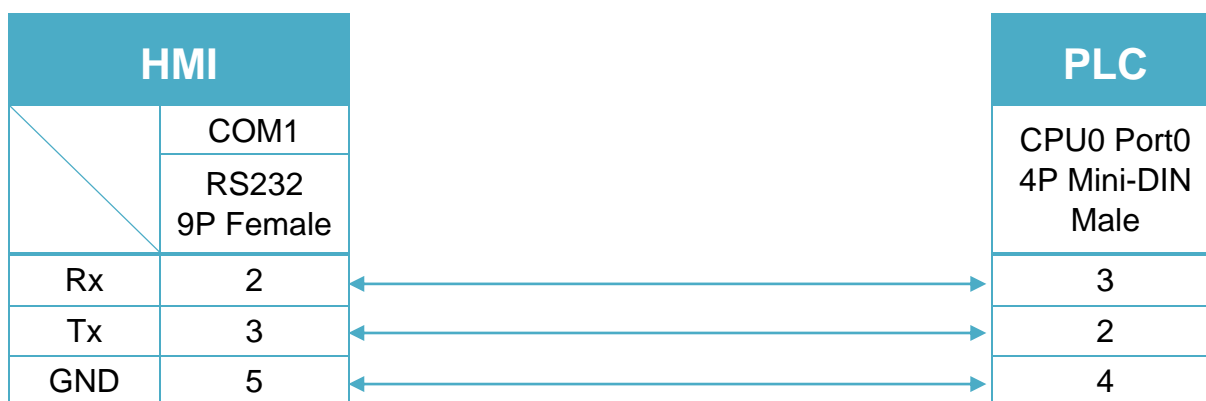 HMI
PLC
COM1
RS232
9P Female
CPU0 Port0
4P Mini-DIN
Male
Rx 2 3
Tx 3 2
GND 5 4